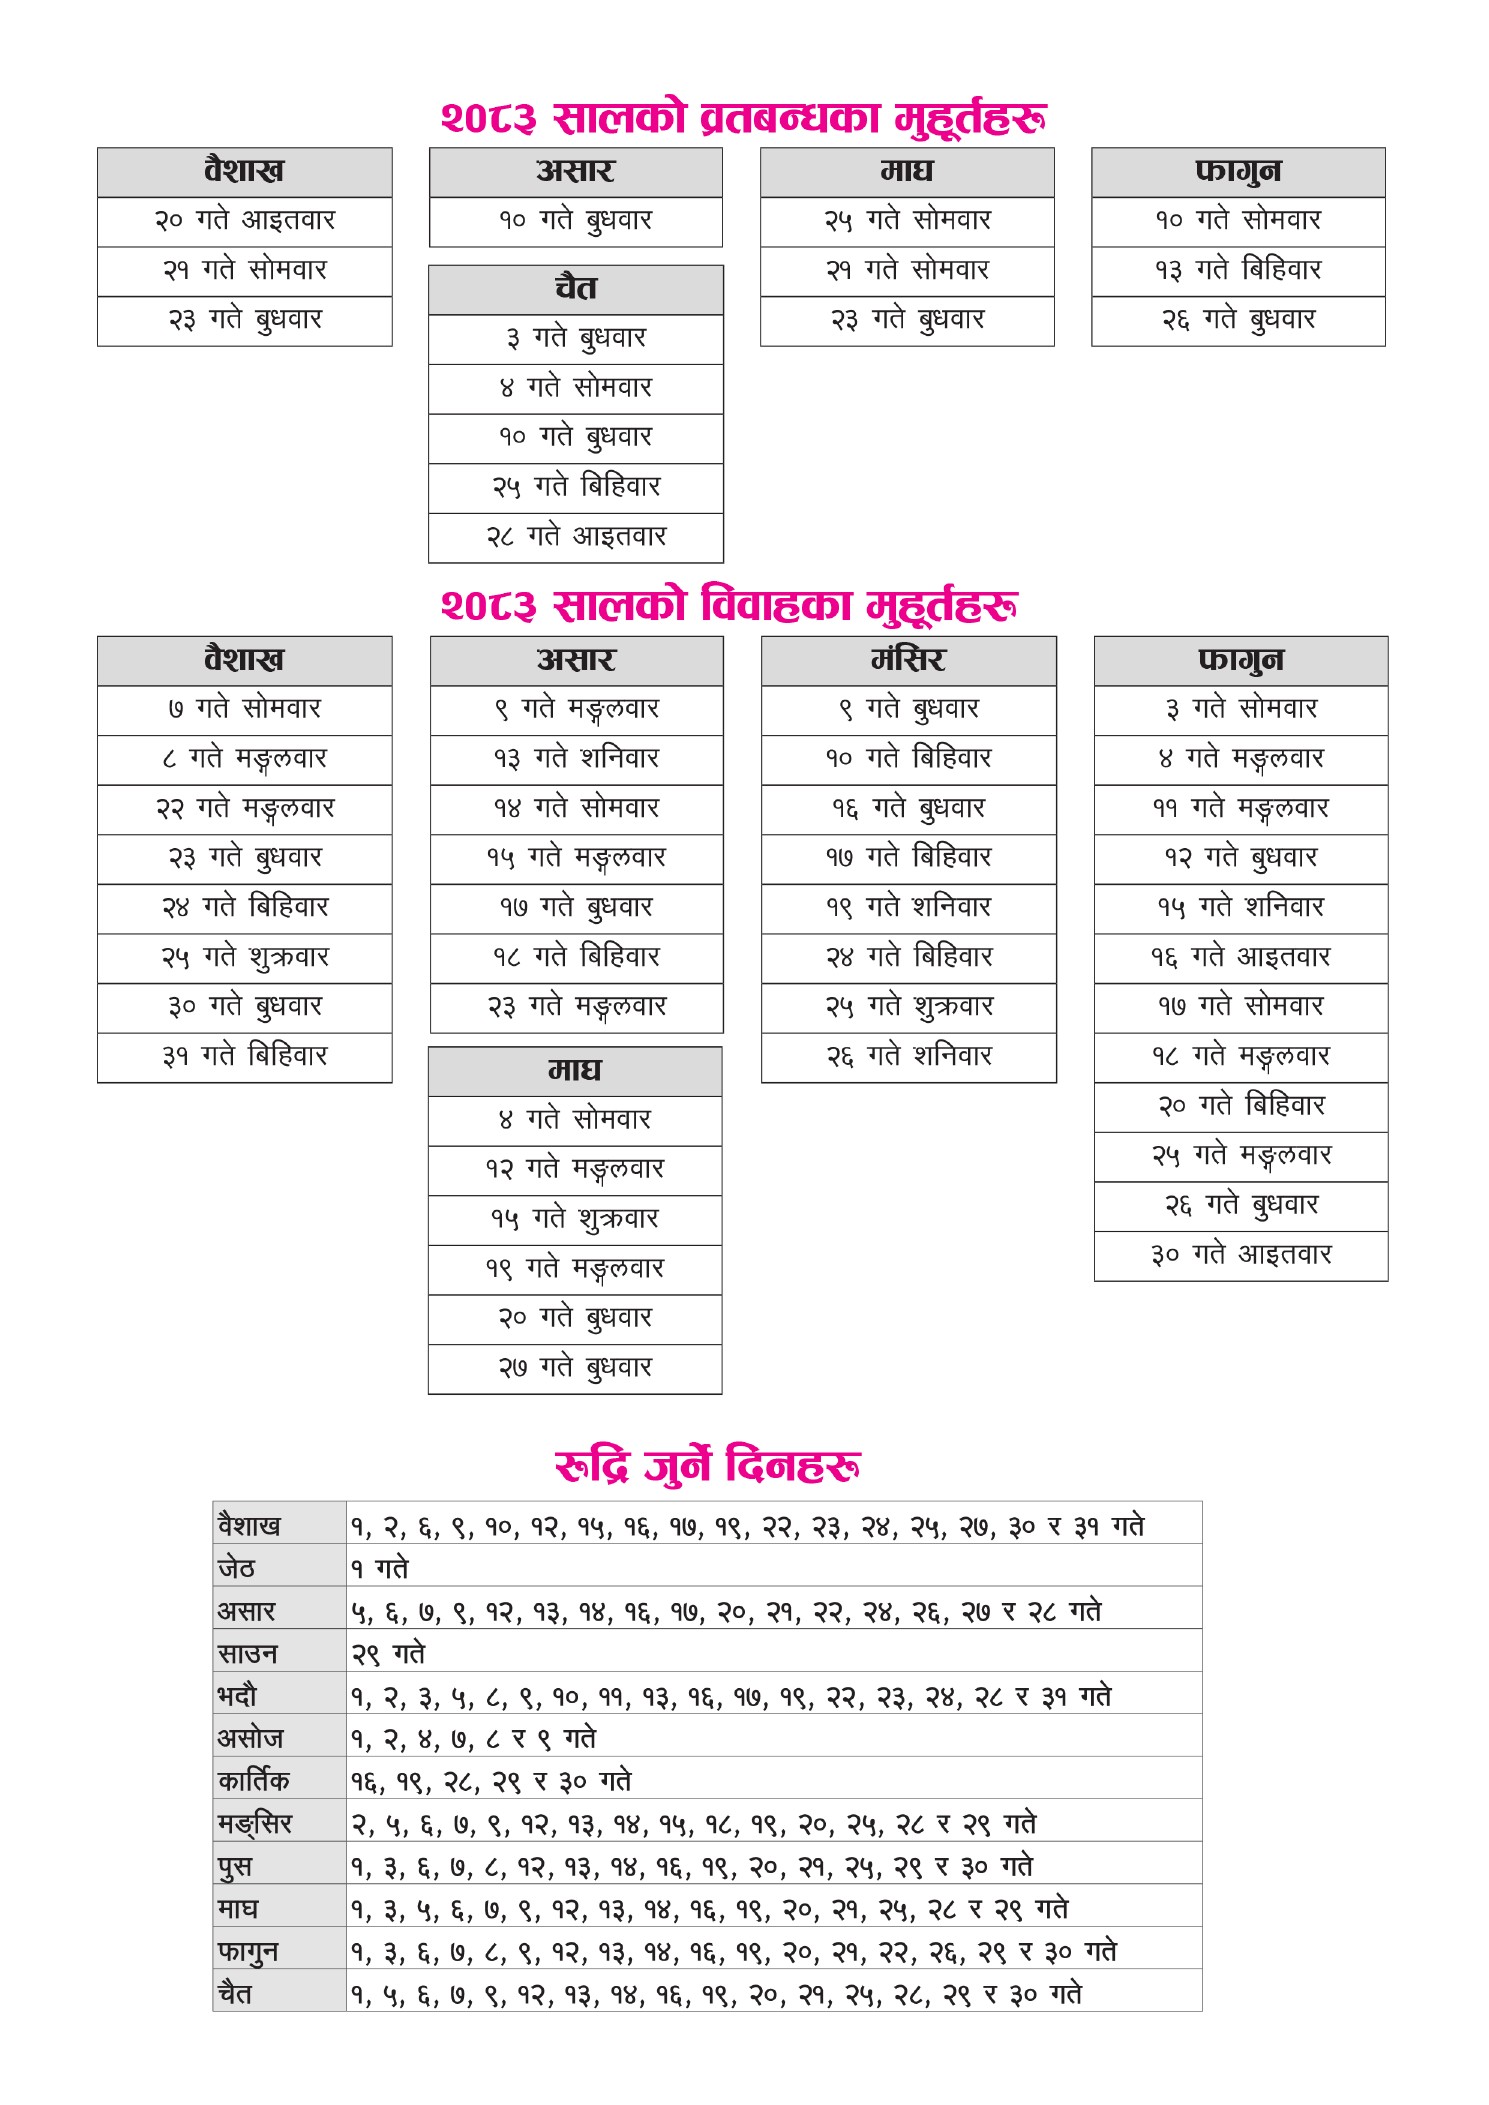 २०८३ सालको व्रतबन्धका मुहूर्तहरू
वैशाख
२० गते आइतवार
२१ गते सोमवार
२३ गते बुधवार
असार
१० गते बुधवार
चैत
३ गते बुधवार
४ गते सोमवार
१० गते बुधवार
२५ गते बिहिवार
२८ गते आइतवार
माघ
२५ गते सोमवार
२१ गते सोमवार
२३ गते बुधवार
फागुन
१० गते सोमवार
१३ गते बिहिवार
२६ गते बुधवार
२०८३ सालको विवाहका मुहूर्तहरू
वैशाख
७ गते सोमवार
८ गते मङ्गलवार
२२ गते मङ्गलवार
२३ गते बुधवार
२४ गते बिहिवार
२५ गते शुक्रवार
३० गते बुधवार
३१ गते बिहिवार
असार
९ गते मङ्गलवार
१३ गते शनिवार
१४ गते सोमवार
१५ गते मङ्गलवार
१७ गते बुधवार
१८ गते बिहिवार
२३ गते मङ्गलवार
माघ
४ गते सोमवार
१२ गते मङ्गलवार
१५ गते शुक्रवार
१९ गते मङ्गलवार
२० गते बुधवार
२७ गते बुधवार
मंसिर
९ गते बुधवार
१० गते बिहिवार
१६ गते बुधवार
१७ गते बिहिवार
१९ गते शनिवार
२४ गते बिहिवार
२५ गते शुक्रवार
२६ गते शनिवार
फागुन
३ गते सोमवार
४ गते मङ्गलवार
११ गते मङ्गलवार
१२ गते बुधवार
१५ गते शनिवार
१६ गते आइतवार
१७ गते सोमवार
१८ गते मङ्गलवार
२० गते बिहिवार
२५ गते मङ्गलवार
२६ गते बुधवार
३० गते आइतवार
रुद्रि जुर्ने दिनहरू
वैशाख १, २, ६, ९, १०, १२, १५, १६, १७, १९, २२, २३, २४, २५, २७, ३० र ३१ गते
जेठ १ गते
असार ५, ६, ७, ९, १२, १३, १४, १६, १७, २०, २१, २२, २४, २६, २७ र २८ गते
साउन २९ गते
भदौ १, २, ३, ५, ८, ९, १०, ११, १३, १६, १७, १९, २२, २३, २४, २८ र ३१ गते
असोज १, २, ४, ७, ८ र ९ गते
कार्तिक १६, १९, २८, २९ र ३० गते
मङ्सिर २, ५, ६, ७, ९, १२, १३, १४, १५, १८, १९, २०, २५, २८ र २९ गते
पुस १, ३, ६, ७, ८, १२, १३, १४, १६, १९, २०, २१, २५, २९ र ३० गते
माघ १, ३, ५, ६, ७, ९, १२, १३, १४, १६, १९, २०, २१, २५, २८ र २९ गते
फागुन १, ३, ६, ७, ८, ९, १२, १३, १४, १६, १९, २०, २१, २२, २६, २९ र ३० गते
चैत १, ५, ६, ७, ९, १२, १३, १४, १६, १९, २०, २१, २५, २८, २९ र ३० गते